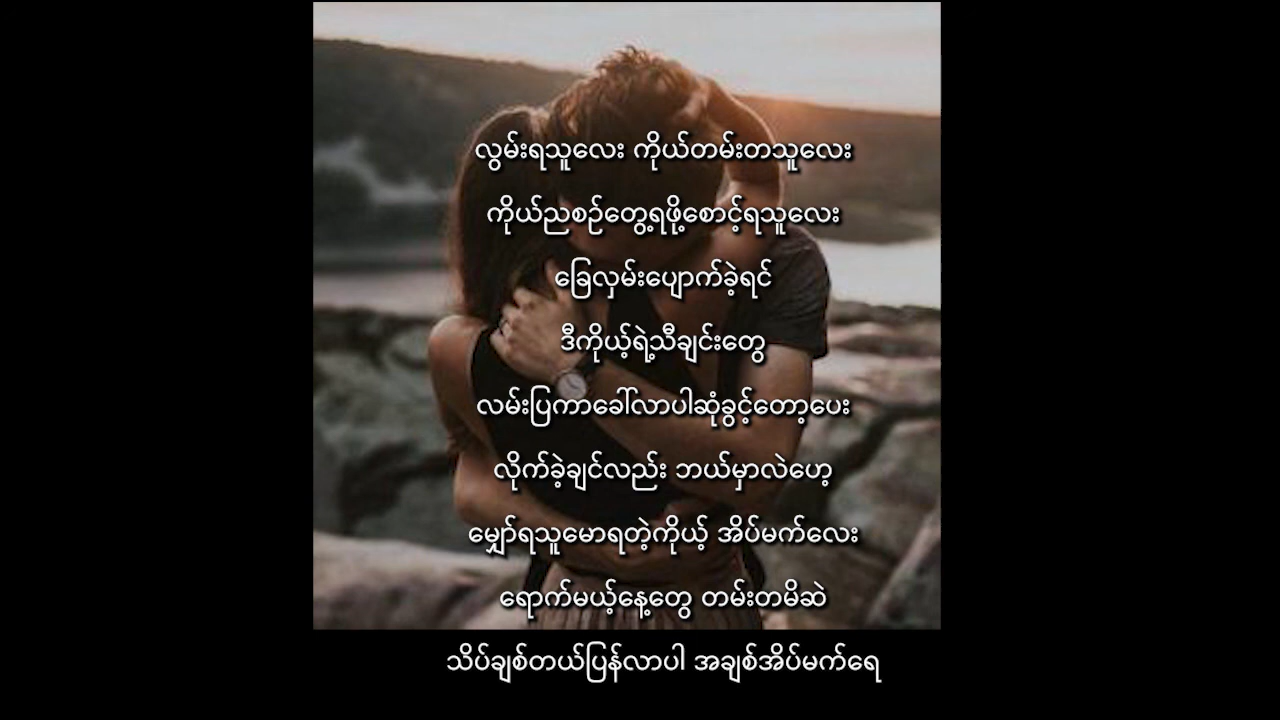 လွမ်းရသူလေး ကိုယ်တမ်းတသူလေး
ကိုယ်ညစဉ်တွေ့ရဖို့စောင့်ရသူလေး
ခြေလှမ်းပျောက်ခဲ့ရင်
ဒီကိုယ့်ရဲ့သီချင်းတွေ
လမ်းပြကာခေါ်လာပါဆုံခွင့်တော့ပေး
လိုက်ခဲ့ချင်လည်း ဘယ်မှာလဲဟေ့
မျှော်ရသူမောရတဲ့ကိုယ့် အိပ်မက်လေး
ရောက်မယ့်နေ့တွေ တမ်းတမိဆဲ
သိပ်ချစ်တယ်ပြန်လာပါ အချစ်အိပ်မက်ရေ